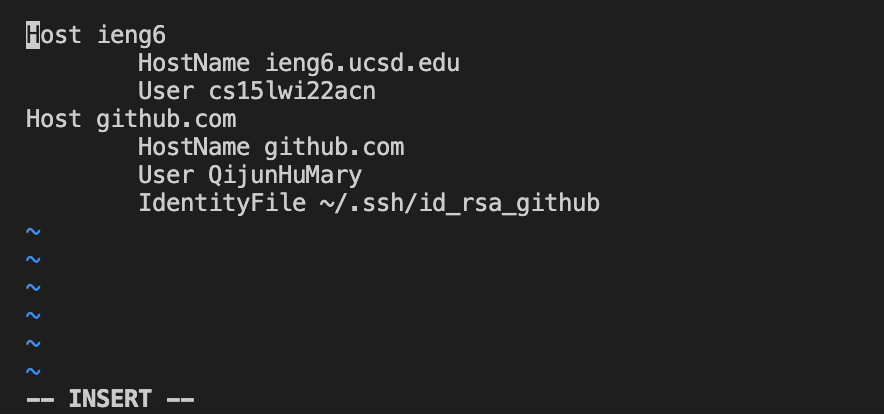 Host ieng6
HostName ieng6.ucsd.edu
User cs15lwi22acn
Host github.com
HostName github.com
User QijunHuMary
IdentityFile ~/.ssh/id_rsa_github
~
~
~
~
~
~
-- INSERT --